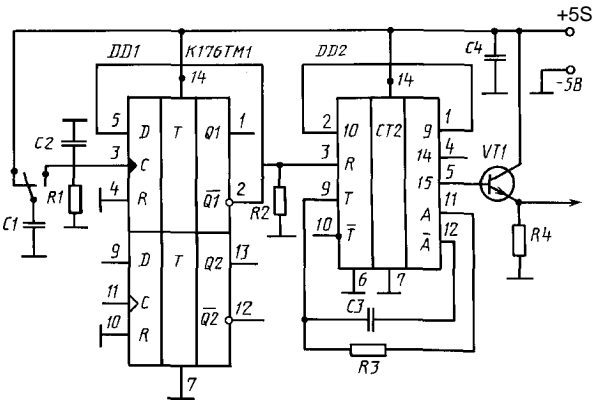 +5S
DD1 K176TM1 DD2 C4
14 14 -5В
5 D T Q1 1 2 10 CT2 9 1
C2 3 C 14 4 VT1
3 R 15 5
4 R Q1 2 9 T A 11
R1 R2 10 T A 12 R4
C1 9 D T Q2 13
11 C 6 7
10 R Q2 12 C3
7 R3